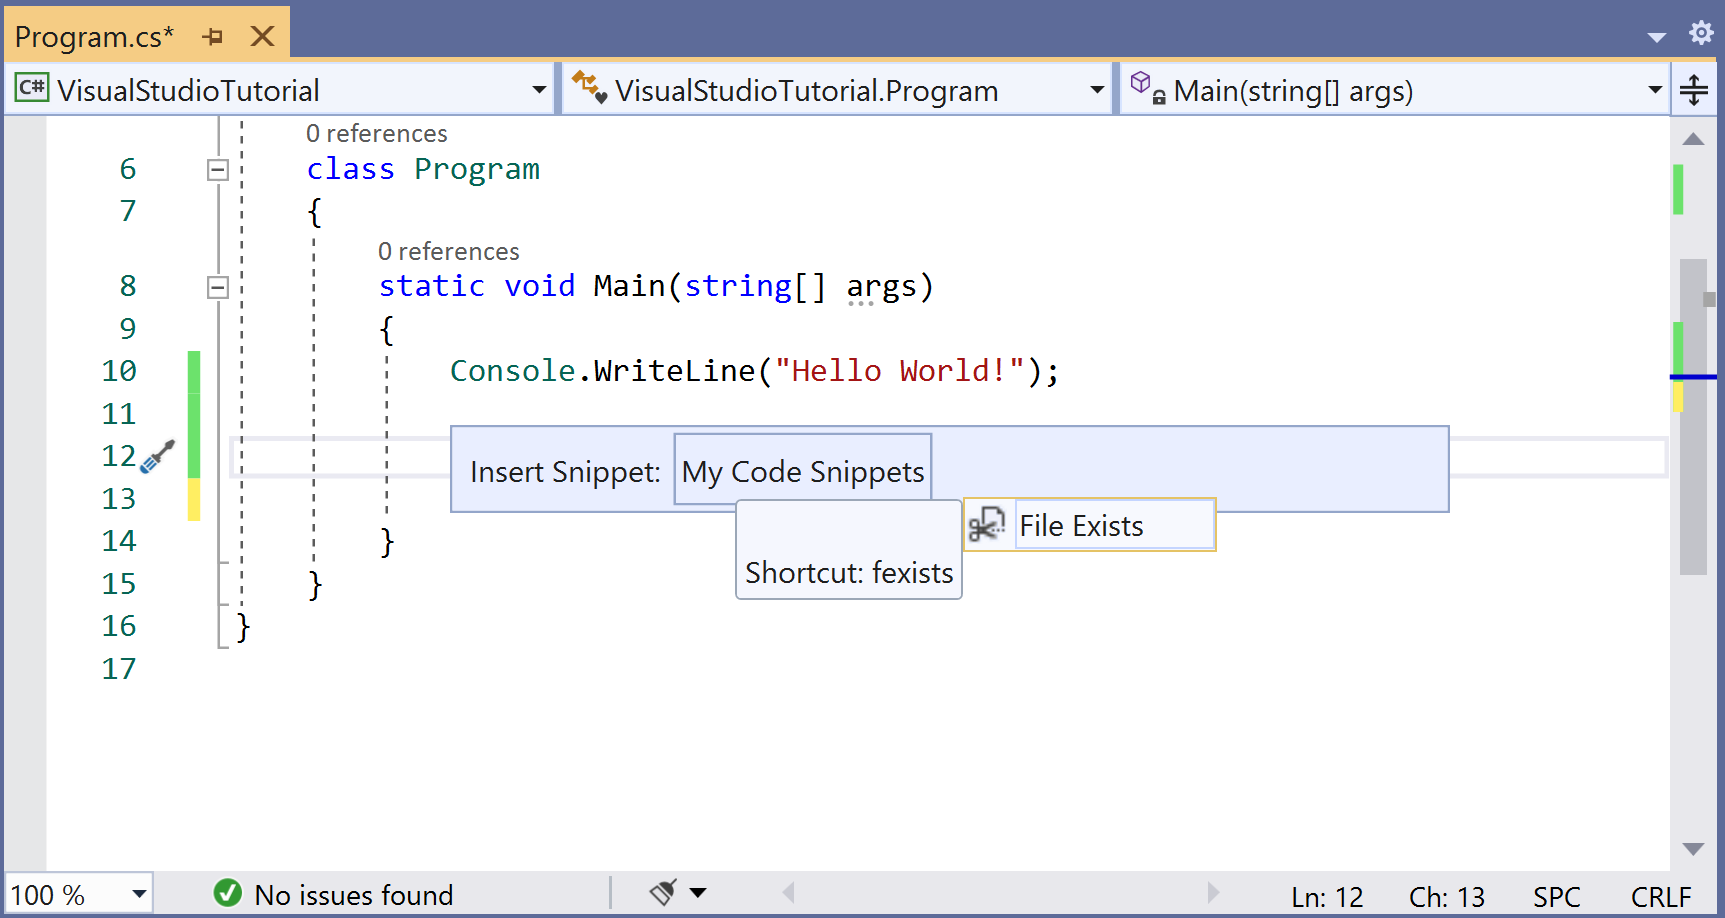 Program.cs*
C# VisualStudioTutorial VisualStudioTutorial.Program Main(string[] args)
0 references
6 class Program
7 {
0 references
8 static void Main(string[] args)
9 {
10 Console.WriteLine("Hello World!");
11
12
Insert Snippet: My Code Snippets
13
File Exists
14 }
Shortcut: fexists
15 }
16 }
17
100 % No issues found Ln: 12 Ch: 13 SPC CRLF